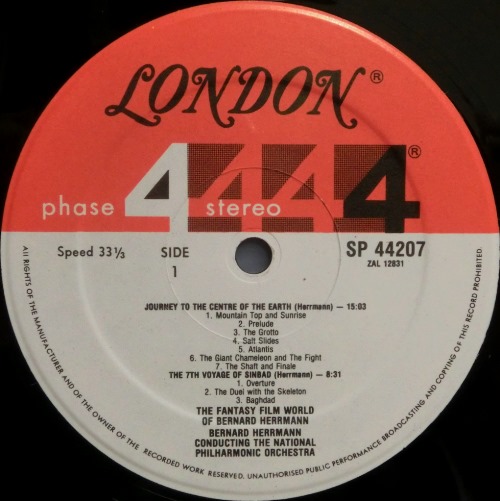 LONDON®
4444®
phase 4 stereo
Speed 33⅓
SIDE
1
SP 44207
ZAL 12831
JOURNEY TO THE CENTRE OF THE EARTH (Herrmann) — 15:03
1. Mountain Top and Sunrise
2. Prelude
3. The Grotto
4. Salt Slides
5. Atlantis
6. The Giant Chameleon and The Fight
7. The Shaft and Finale
THE 7TH VOYAGE OF SINBAD (Herrmann) — 8:31
1. Overture
2. The Duel with the Skeleton
3. Baghdad
THE FANTASY FILM WORLD
OF BERNARD HERRMANN
BERNARD HERRMANN
CONDUCTING THE NATIONAL
PHILHARMONIC ORCHESTRA
All RIGHTS OF THE MANUFACTURER AND OF THE OWNER OF THE RECORDED WORK RESERVED. UNAUTHORISED PUBLIC PERFORMANCE BROADCASTING AND COPYING OF THIS RECORD PROHIBITED.